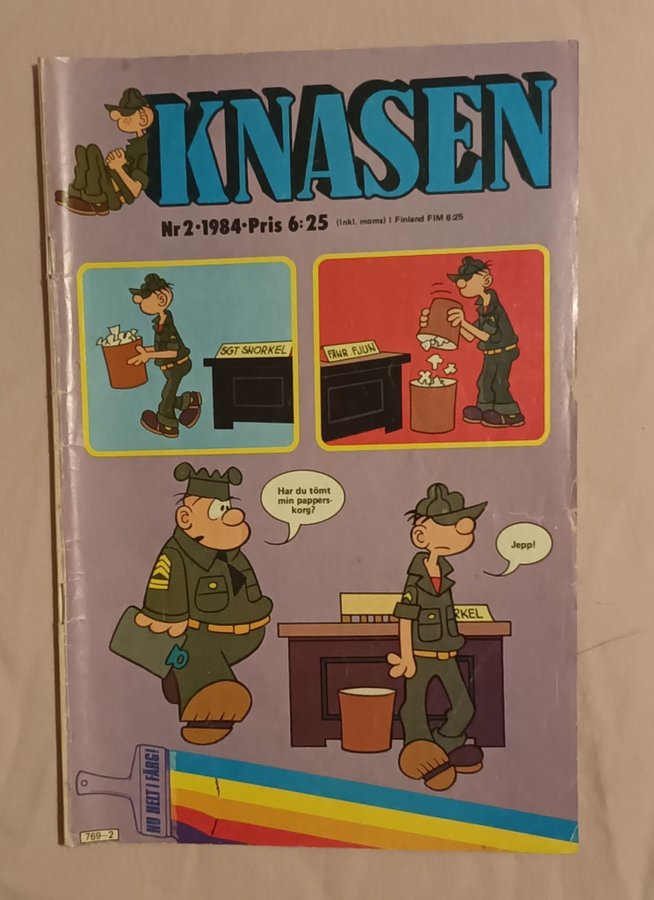 KNASEN
Nr 2·1984·Pris 6:25 (Inkl. moms) i Finland FIM 6:25
SGT SNORKEL
FÄNR FJUN
Har du tömt
min pappers-
korg?
Jepp!
RKEL
NU HELT I FÄRG!
769-2